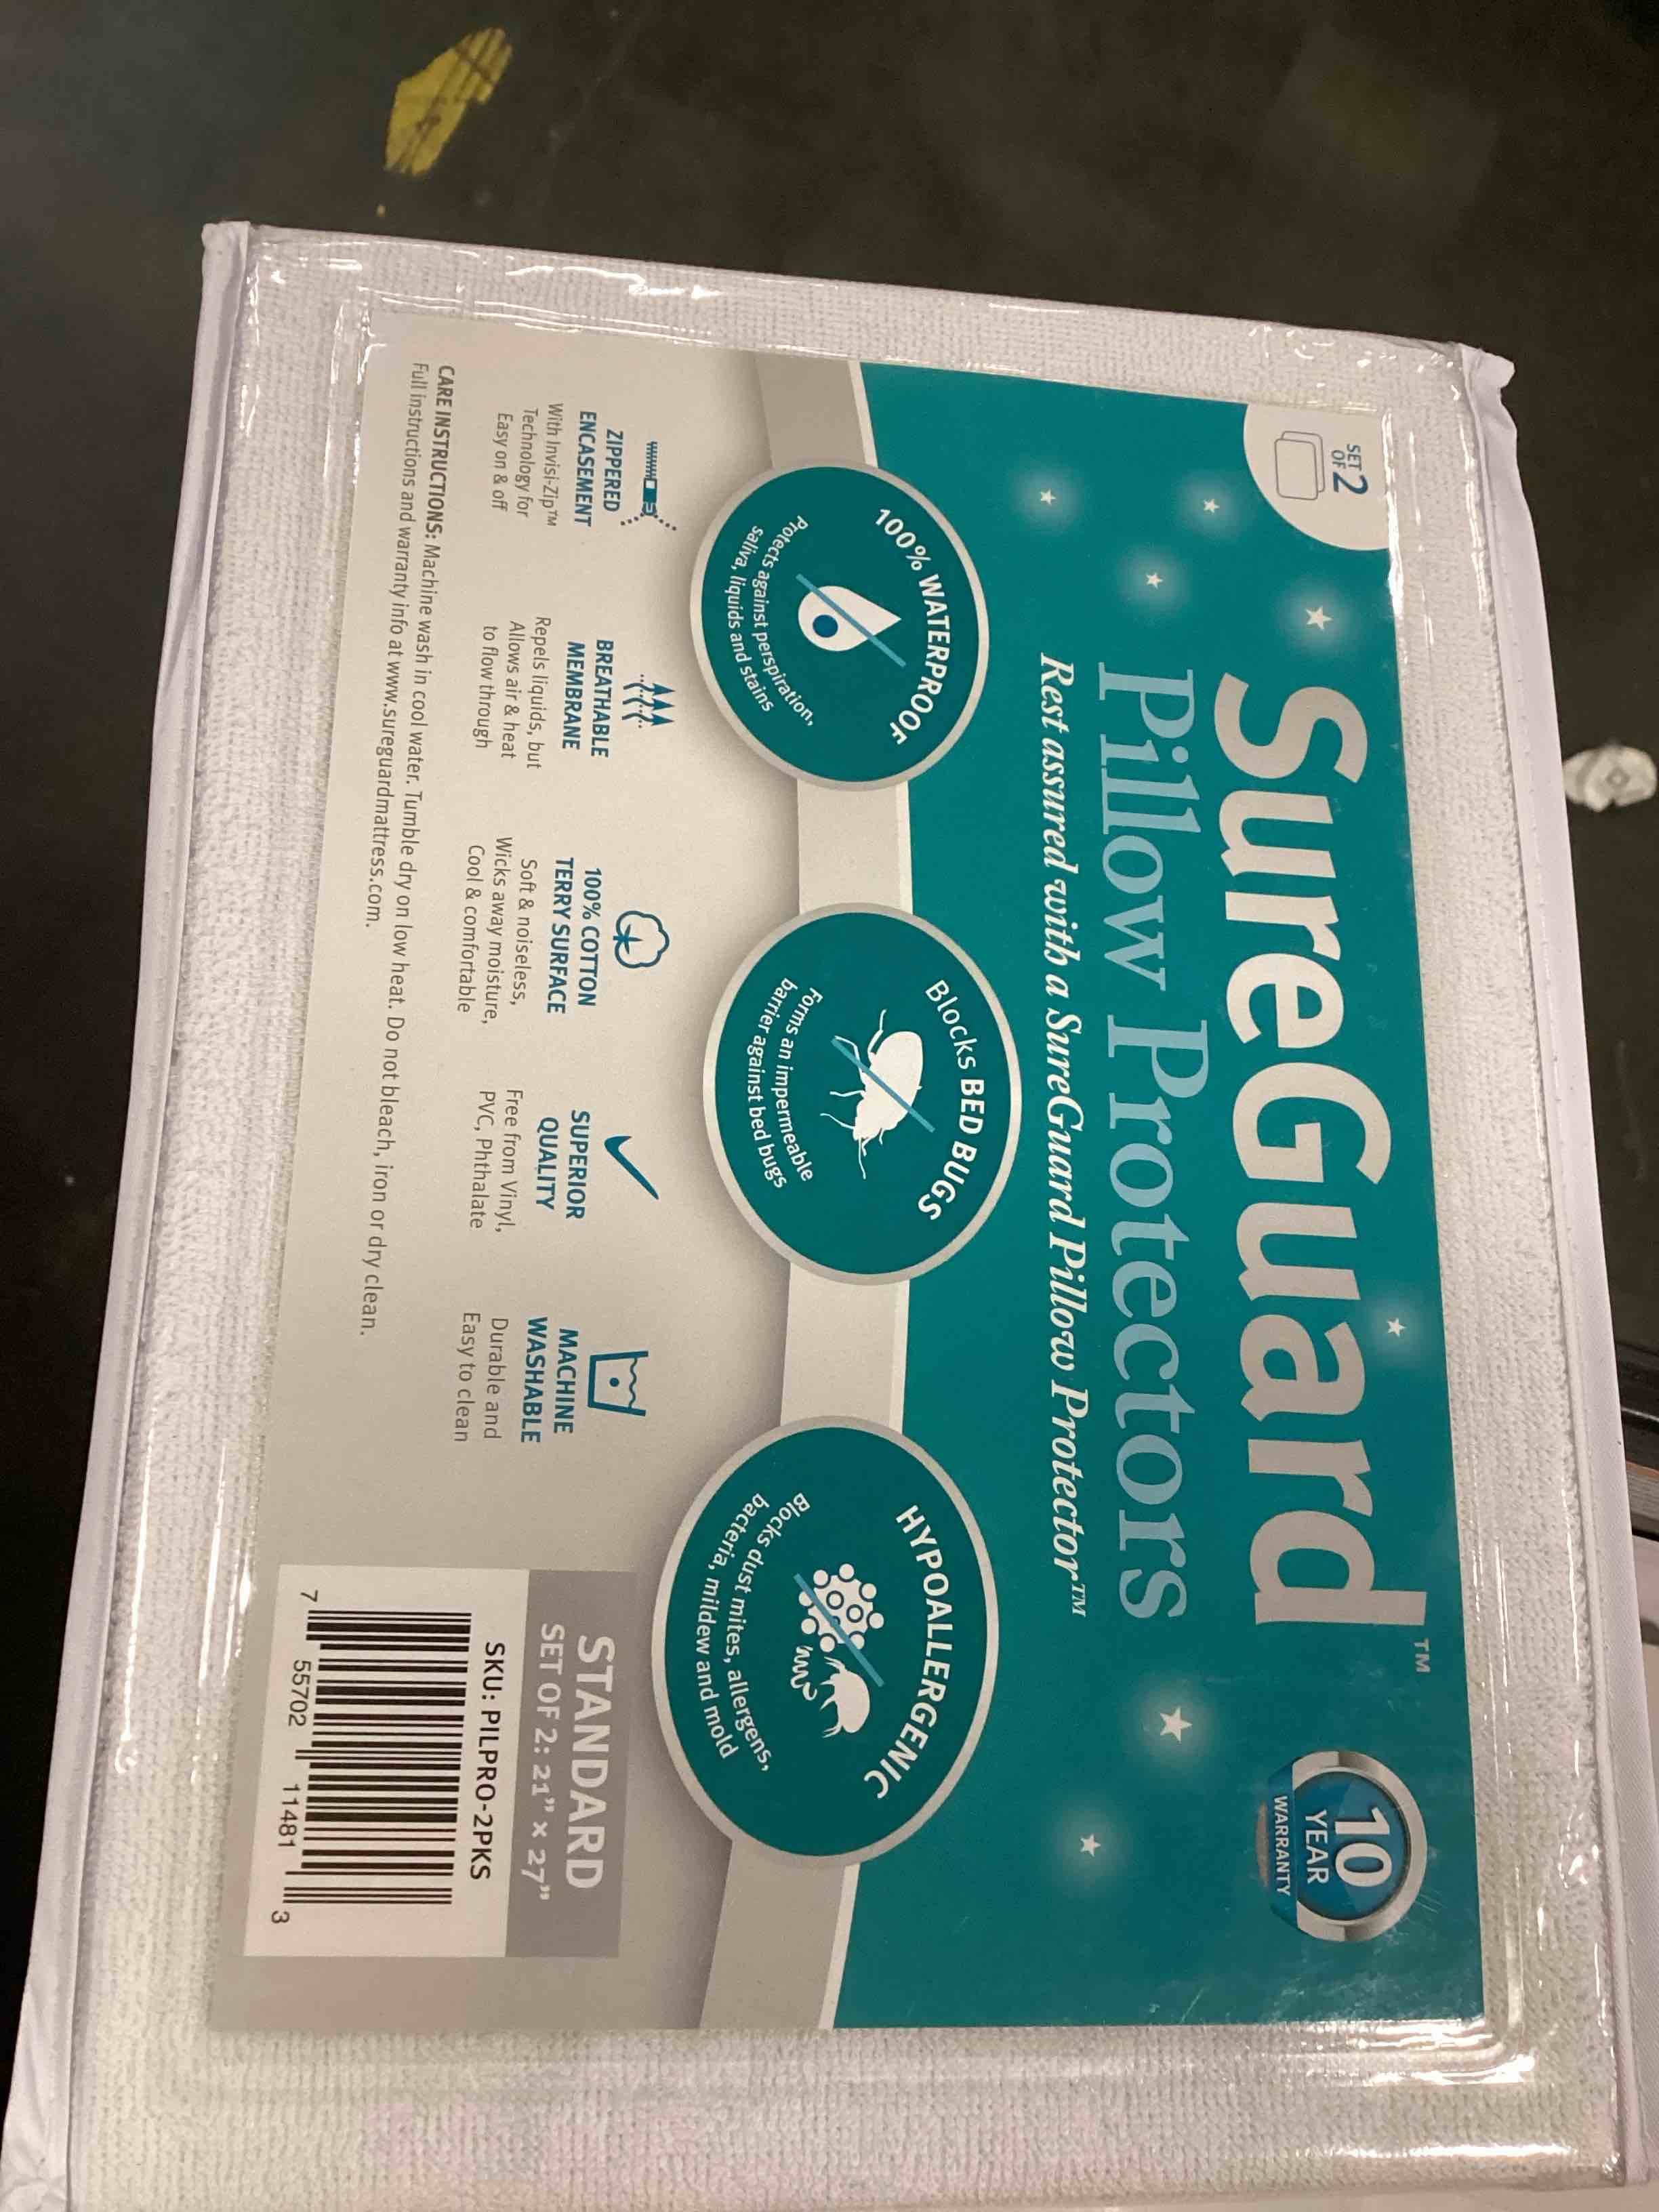 SET
OF 2
SureGuard™
Pillow Protectors
Rest assured with a SureGuard Pillow Protector™
10
YEAR
WARRANTY
100% WATERPROOF
Protects against perspiration,
saliva, liquids and stains
Blocks BED BUGS
Forms an impermeable
barrier against bed bugs
HYPOALLERGENIC
Blocks dust mites, allergens,
bacteria, mildew and mold
ZIPPERED
ENCASEMENT
With Invisi-Zip™
Technology for
Easy on & off
BREATHABLE
MEMBRANE
Repels liquids, but
Allows air & heat
to flow through
100% COTTON
TERRY SURFACE
Soft & noiseless,
Wicks away moisture,
Cool & comfortable
SUPERIOR
QUALITY
Free from Vinyl,
PVC, Phthalate
MACHINE
WASHABLE
Durable and
Easy to clean
CARE INSTRUCTIONS: Machine wash in cool water. Tumble dry on low heat. Do not bleach, iron or dry clean.
Full instructions and warranty info at www.sureguardmattress.com.
STANDARD
SET OF 2: 21" x 27"
SKU: PILPRO-2PKS
7 55702 11481 3